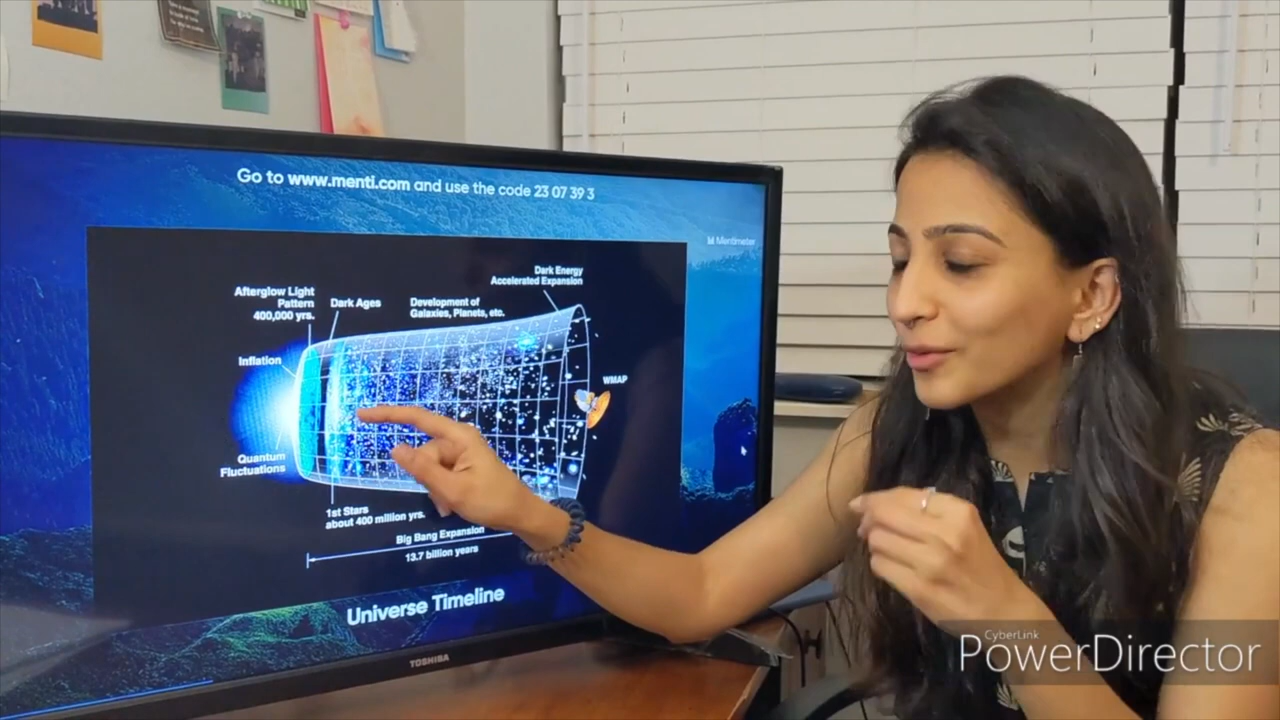 Go to www.menti.com and use the code 23 07 39 3
Mentimeter
Dark Energy
Accelerated Expansion
Afterglow Light
Pattern
400,000 yrs.
Dark Ages
Development of
Galaxies, Planets, etc.
Inflation
WMAP
Quantum
Fluctuations
1st Stars
about 400 million yrs.
Big Bang Expansion
13.7 billion years
Universe Timeline
TOSHIBA
CyberLink
PowerDirector